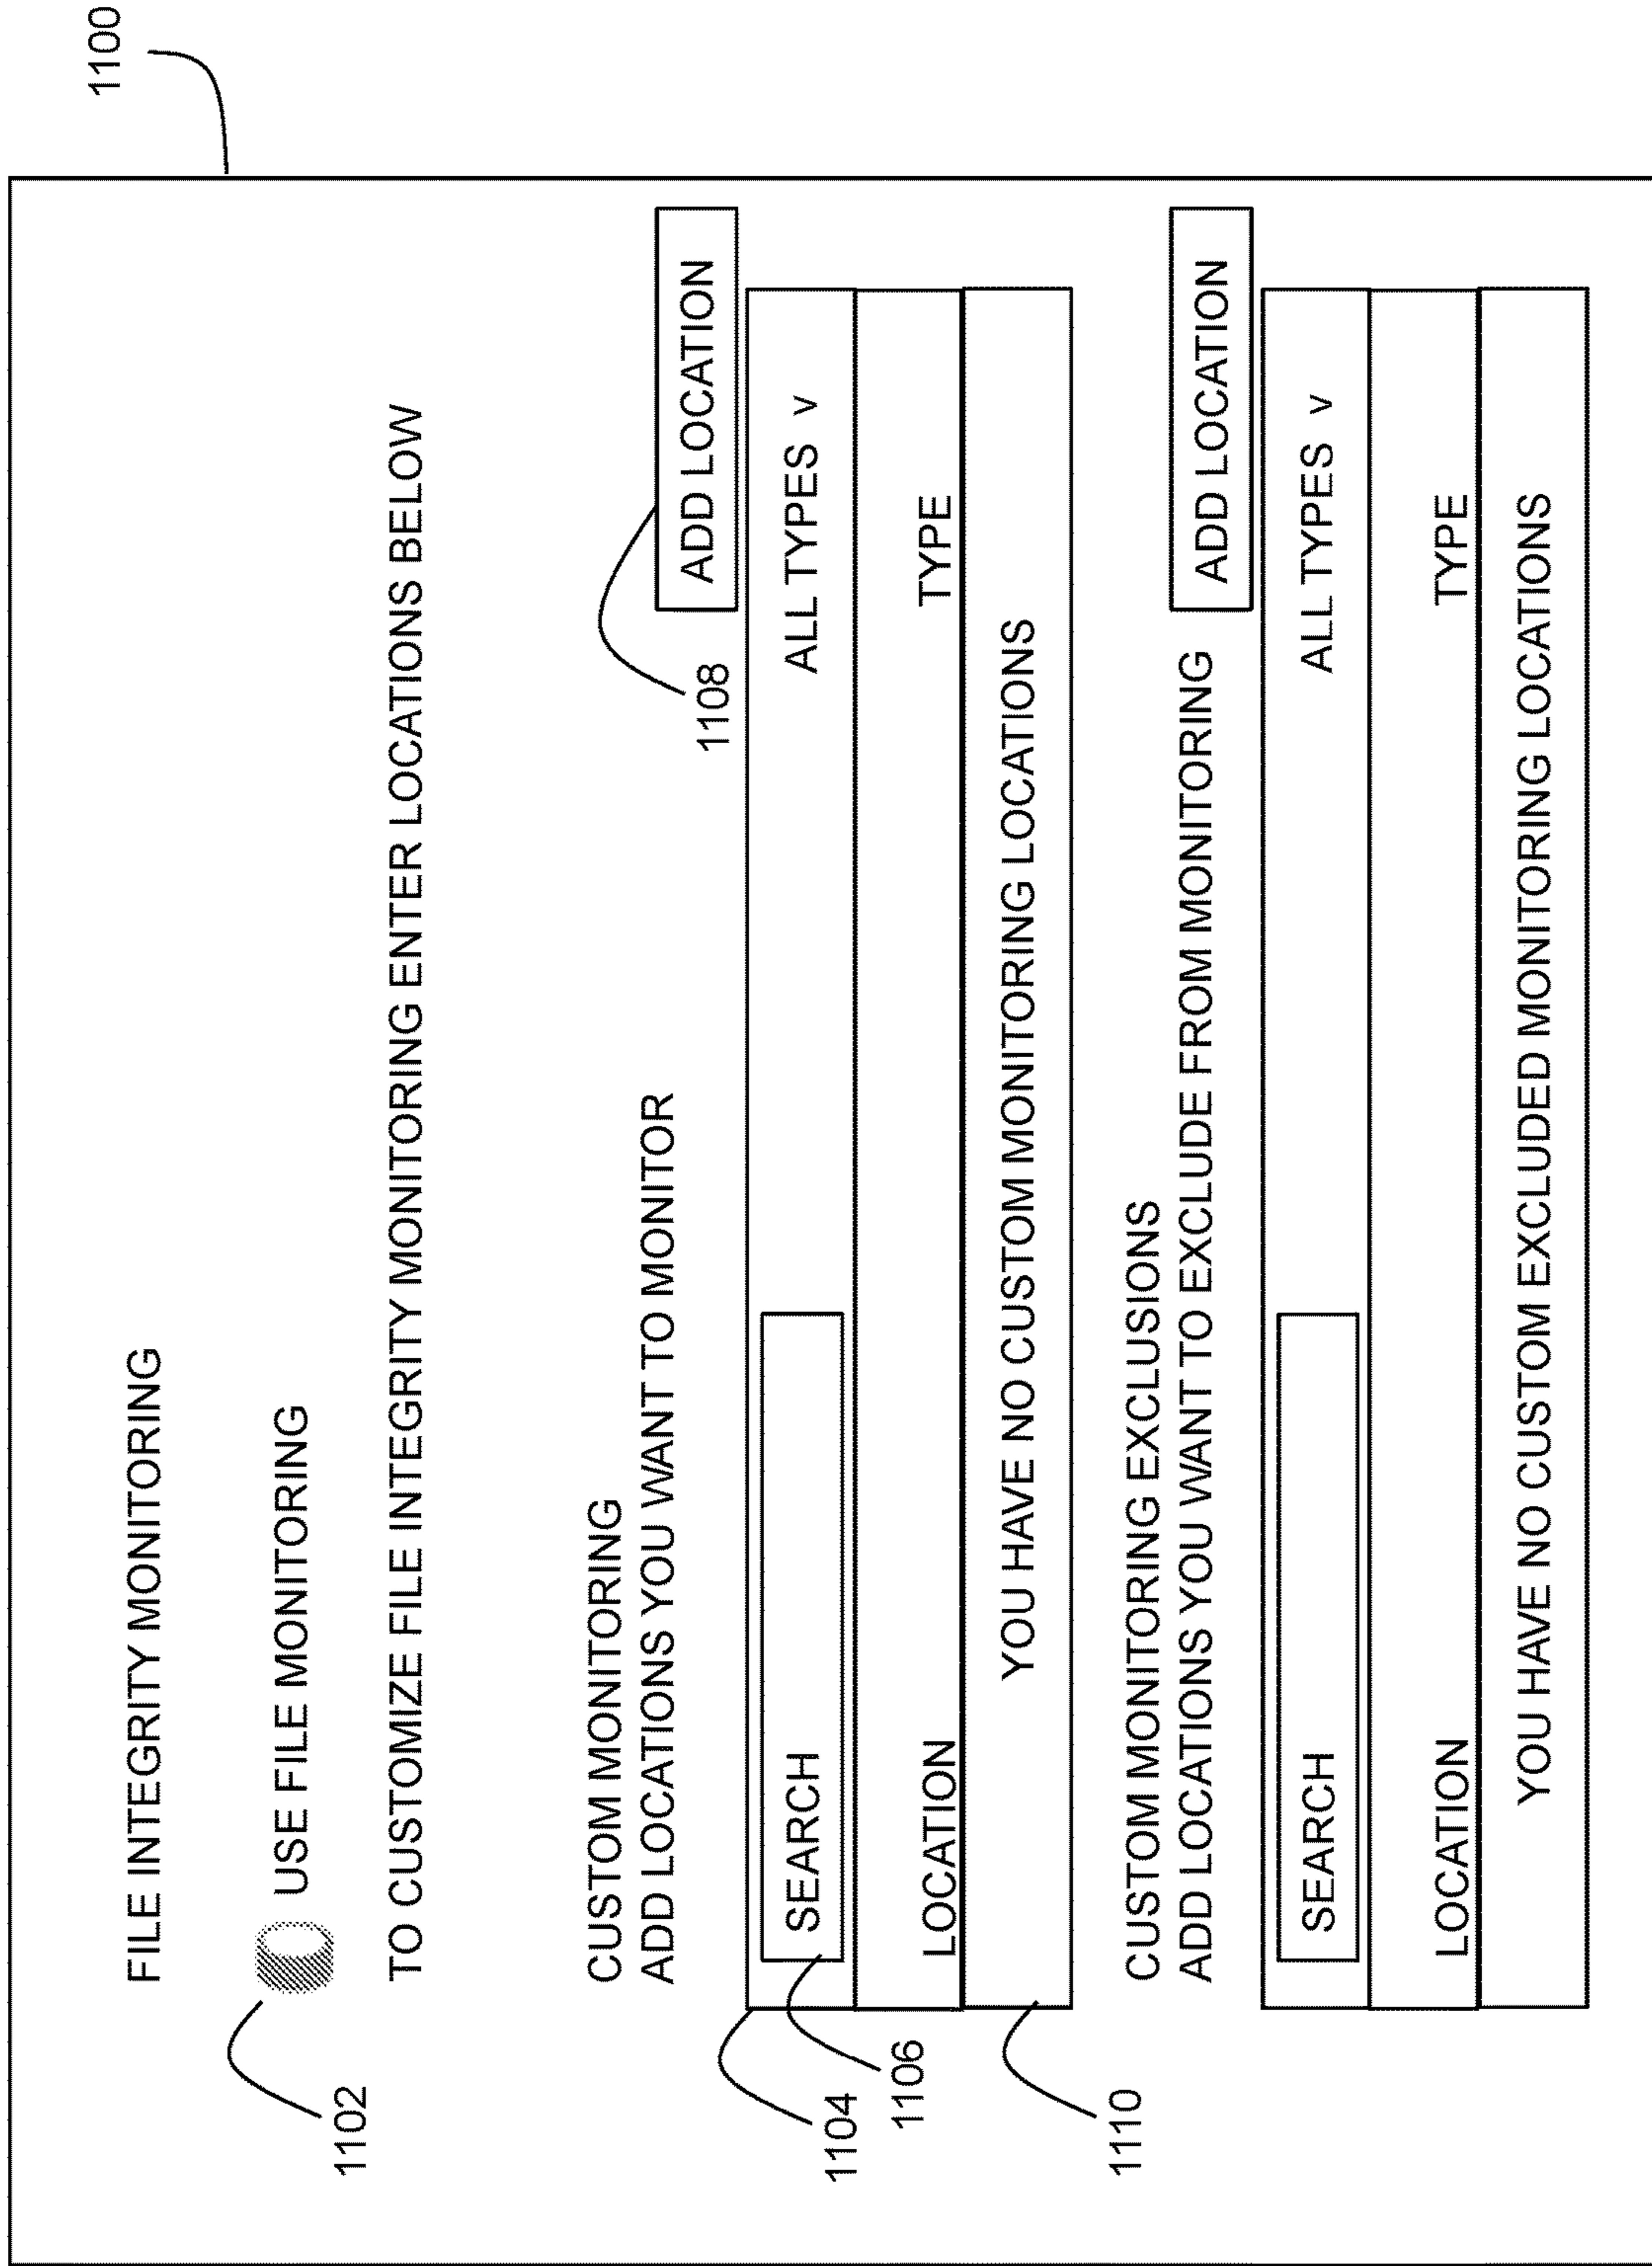 1100
FILE INTEGRITY MONITORING
1102
USE FILE MONITORING
TO CUSTOMIZE FILE INTEGRITY MONITORING ENTER LOCATIONS BELOW
CUSTOM MONITORING
ADD LOCATIONS YOU WANT TO MONITOR
1108
ADD LOCATION
1104
SEARCH
ALL TYPES v
1106
LOCATION
TYPE
1110
YOU HAVE NO CUSTOM MONITORING LOCATIONS
CUSTOM MONITORING EXCLUSIONS
ADD LOCATIONS YOU WANT TO EXCLUDE FROM MONITORING
ADD LOCATION
SEARCH
ALL TYPES v
LOCATION
TYPE
YOU HAVE NO CUSTOM EXCLUDED MONITORING LOCATIONS